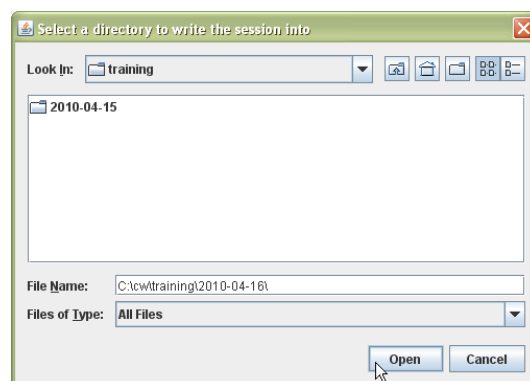 Select a directory to write the session into
Look In: training
2010-04-15
File Name: C:\cw\training\2010-04-16\
Files of Type: All Files
Open Cancel